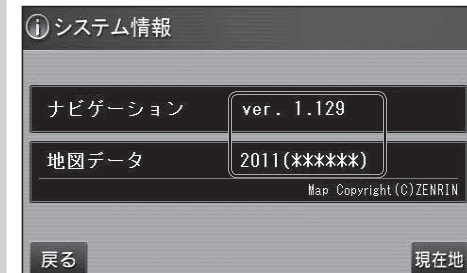 システム情報
ナビゲーション ver. 1.129
地図データ 2011(******)
Map Copyright(C)ZENRIN
戻る 現在地